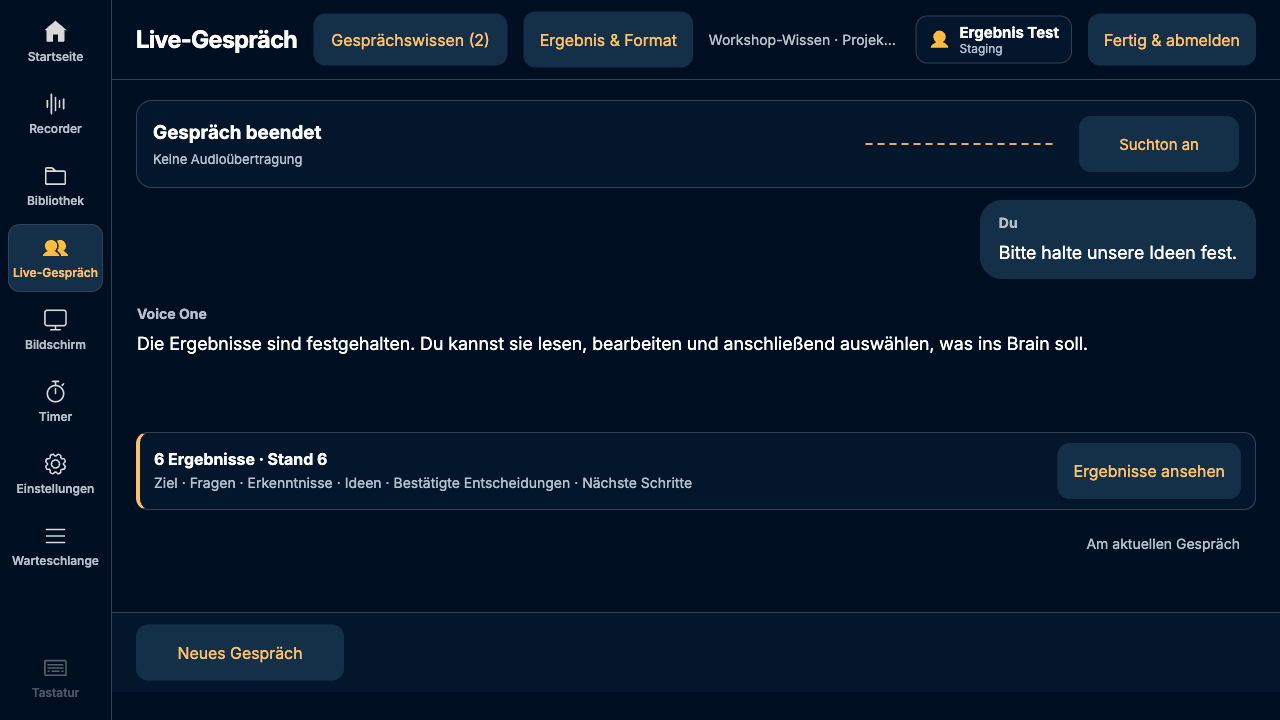 Startseite
Recorder
Bibliothek
Live-Gespräch
Bildschirm
Timer
Einstellungen
Warteschlange
Tastatur
Live-Gespräch
Gesprächswissen (2)
Ergebnis & Format
Workshop-Wissen · Projek...
Ergebnis Test
Staging
Fertig & abmelden
Gespräch beendet
Keine Audioübertragung
Suchton an
Du
Bitte halte unsere Ideen fest.
Voice One
Die Ergebnisse sind festgehalten. Du kannst sie lesen, bearbeiten und anschließend auswählen, was ins Brain soll.
6 Ergebnisse · Stand 6
Ziel · Fragen · Erkenntnisse · Ideen · Bestätigte Entscheidungen · Nächste Schritte
Ergebnisse ansehen
Am aktuellen Gespräch
Neues Gespräch